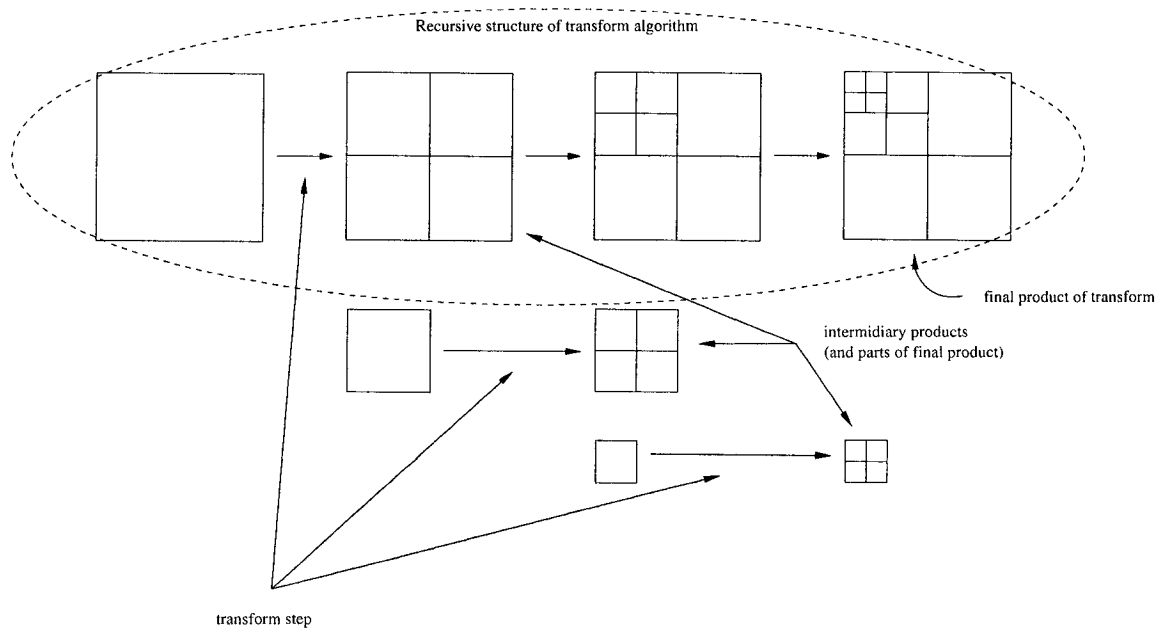 Recursive structure of transform algorithm
final product of transform
intermidiary products
(and parts of final product)
transform step